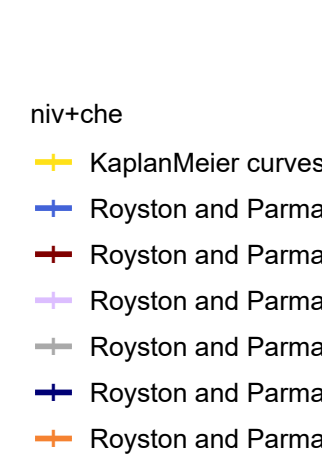 niv+che
KaplanMeier curves
Royston and Parma
Royston and Parma
Royston and Parma
Royston and Parma
Royston and Parma
Royston and Parma